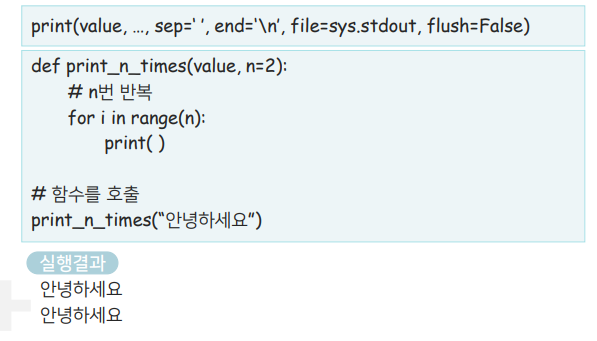 print(value, …, sep=‘ ’, end=‘\n’, file=sys.stdout, flush=False)
def print_n_times(value, n=2):
# n번 반복
for i in range(n):
print( )
# 함수를 호출
print_n_times(“안녕하세요”)
실행결과
안녕하세요
안녕하세요